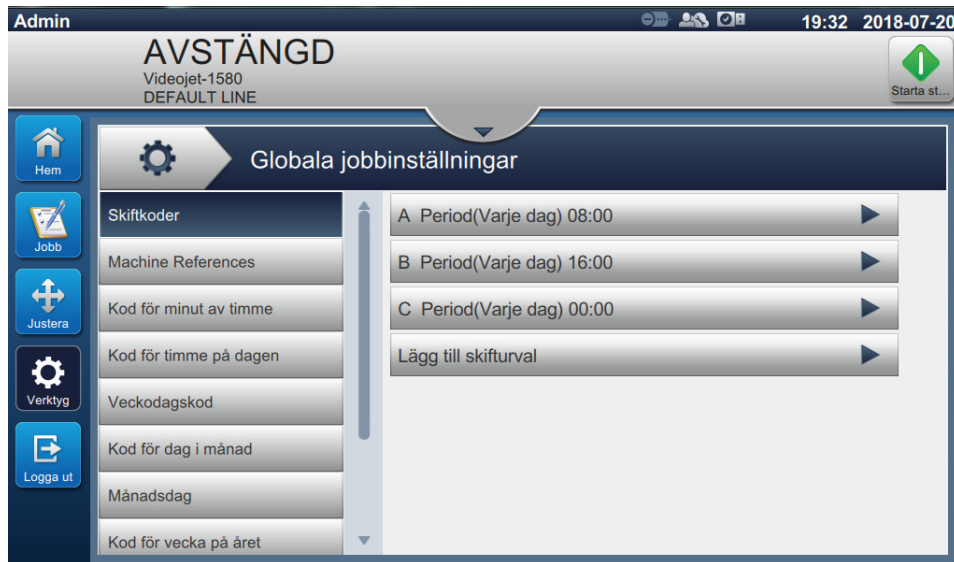 Admin
19:32 2018-07-20
AVSTÄNGD
Videojet-1580
DEFAULT LINE
Starta st...
Globala jobbinställningar
Hem
Jobb
Justera
Verktyg
Logga ut
Skiftkoder
Machine References
Kod för minut av timme
Kod för timme på dagen
Veckodagskod
Kod för dag i månad
Månadsdag
Kod för vecka på året
A Period(Varje dag) 08:00
B Period(Varje dag) 16:00
C Period(Varje dag) 00:00
Lägg till skifturval